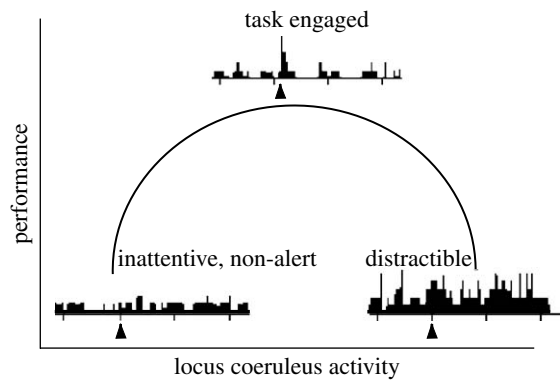 task engaged
performance
inattentive, non-alert
distractible
locus coeruleus activity